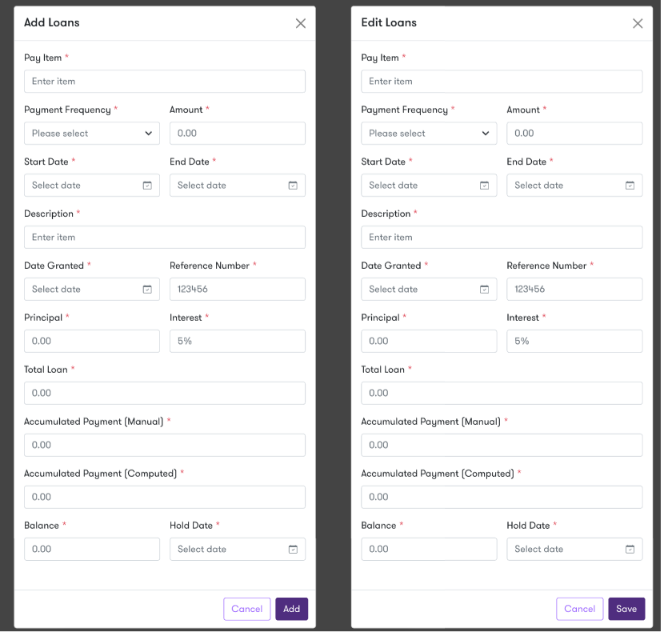 Add Loans
Pay Item *
Enter item
Payment Frequency * Amount *
Please select 0.00
Start Date * End Date *
Select date Select date
Description *
Enter item
Date Granted * Reference Number *
Select date 123456
Principal * Interest *
0.00 5%
Total Loan *
0.00
Accumulated Payment (Manual) *
0.00
Accumulated Payment (Computed) *
0.00
Balance * Hold Date *
0.00 Select date
Cancel Add
Edit Loans
Pay Item *
Enter item
Payment Frequency * Amount *
Please select 0.00
Start Date * End Date *
Select date Select date
Description *
Enter item
Date Granted * Reference Number *
Select date 123456
Principal * Interest *
0.00 5%
Total Loan *
0.00
Accumulated Payment (Manual) *
0.00
Accumulated Payment (Computed) *
0.00
Balance * Hold Date *
0.00 Select date
Cancel Save